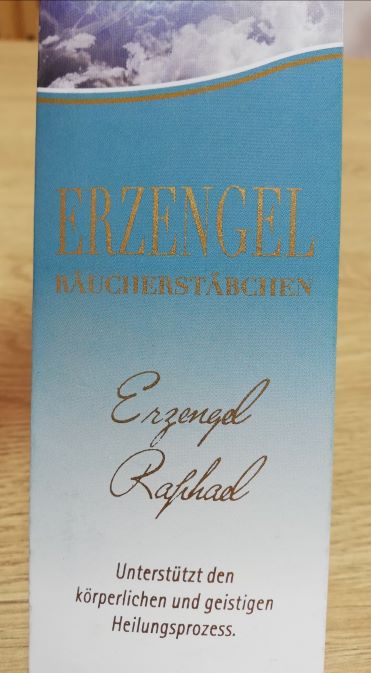 ERZENGEL
RÄUCHERSTÄBCHEN
Erzengel
Raphael
Unterstützt den
körperlichen und geistigen
Heilungsprozess.